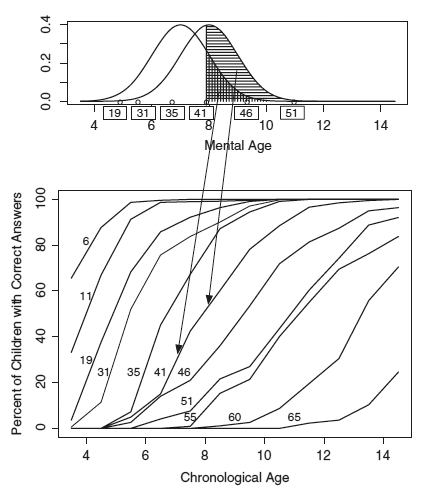 0.4
0.2
0.0
19 31 35 41 46 51
4 6 8 10 12 14
Mental Age
Percent of Children with Correct Answers
100
80
60
40
20
0
6
11
19
31 35 41 46
51
55 60 65
4 6 8 10 12 14
Chronological Age